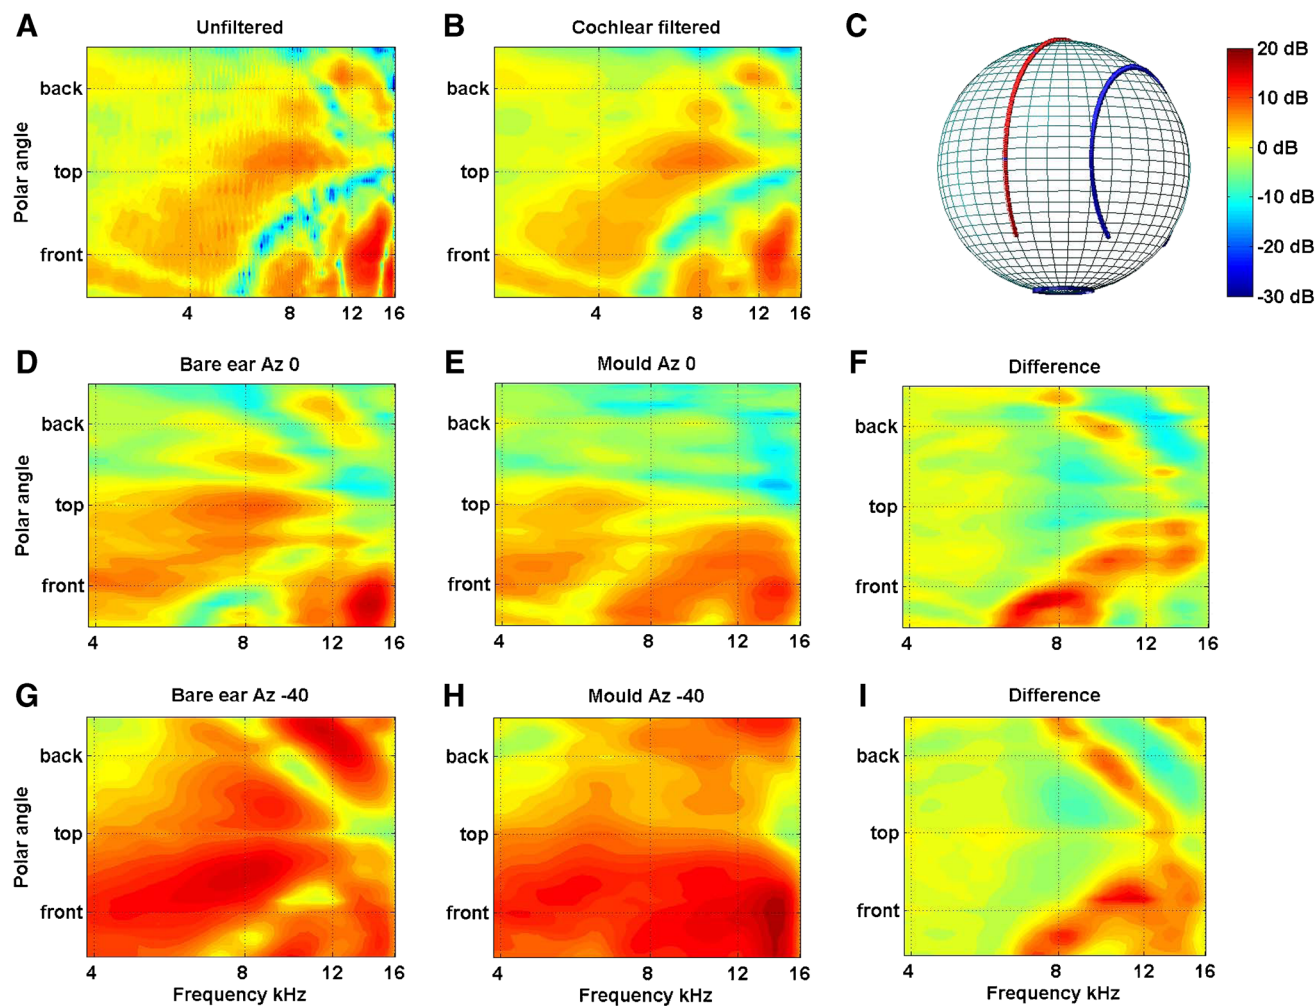 A
Unfiltered
B
Cochlear filtered
C
Polar angle
back
top
front
4
8
12
16
back
top
front
4
8
12
16
20 dB
10 dB
0 dB
-10 dB
-20 dB
-30 dB
D
Bare ear Az 0
E
Mould Az 0
F
Difference
Polar angle
back
top
front
4
8
12
16
back
top
front
4
8
12
16
back
top
front
4
8
12
16
G
Bare ear Az -40
H
Mould Az -40
I
Difference
Polar angle
back
top
front
4
8
12
16
Frequency kHz
back
top
front
4
8
12
16
Frequency kHz
back
top
front
4
8
12
16
Frequency kHz